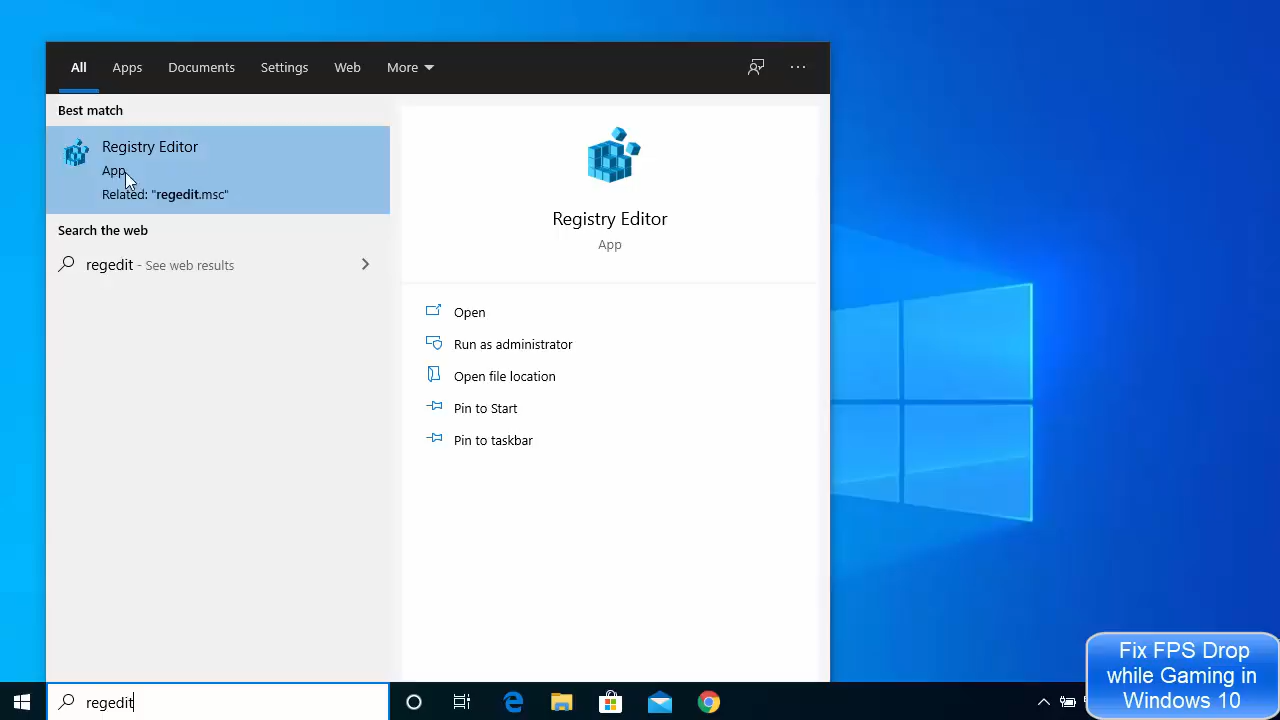 All Apps Documents Settings Web More
Best match
Registry Editor
App
Related: "regedit.msc"
Search the web
regedit - See web results
Registry Editor
App
Open
Run as administrator
Open file location
Pin to Start
Pin to taskbar
regedit
Fix FPS Drop
while Gaming in
Windows 10